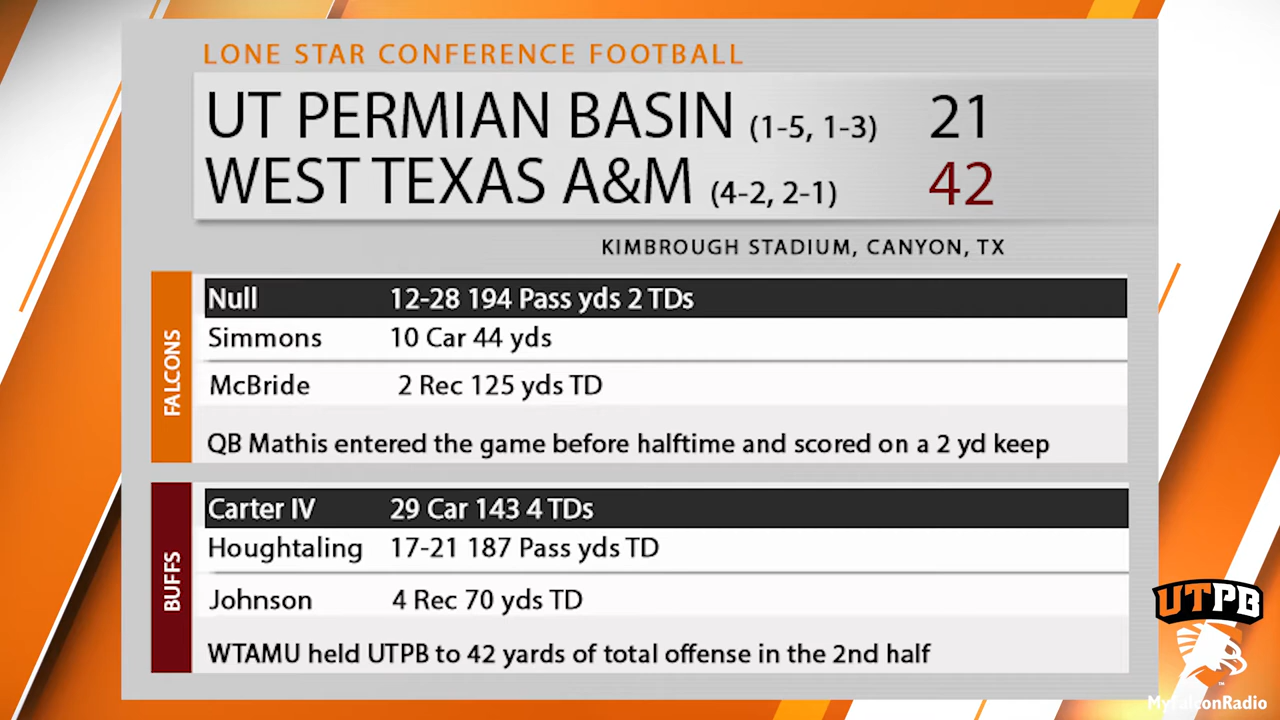 LONE STAR CONFERENCE FOOTBALL
UT PERMIAN BASIN (1-5, 1-3) 21
WEST TEXAS A&M (4-2, 2-1) 42
KIMBROUGH STADIUM, CANYON, TX
FALCONS
Null 12-28 194 Pass yds 2 TDs
Simmons 10 Car 44 yds
McBride 2 Rec 125 yds TD
QB Mathis entered the game before halftime and scored on a 2 yd keep
BUFFS
Carter IV 29 Car 143 4 TDs
Houghtaling 17-21 187 Pass yds TD
Johnson 4 Rec 70 yds TD
WTAMU held UTPB to 42 yards of total offense in the 2nd half
UTPB
MyFalconRadio